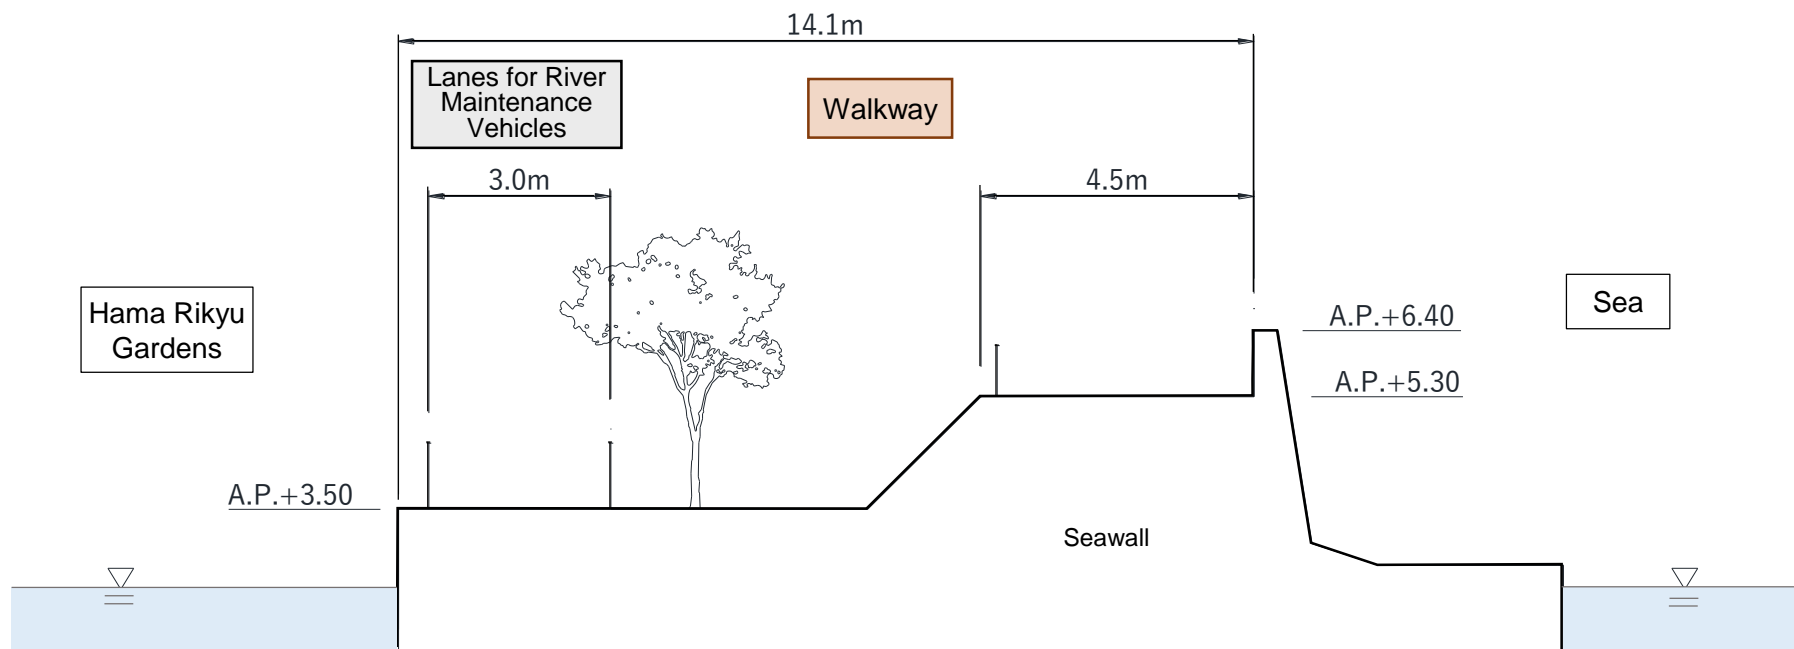 14.1m
Lanes for River
Maintenance
Vehicles
Walkway
3.0m
4.5m
Hama Rikyu
Gardens
Sea
A.P.+6.40
A.P.+5.30
A.P.+3.50
Seawall